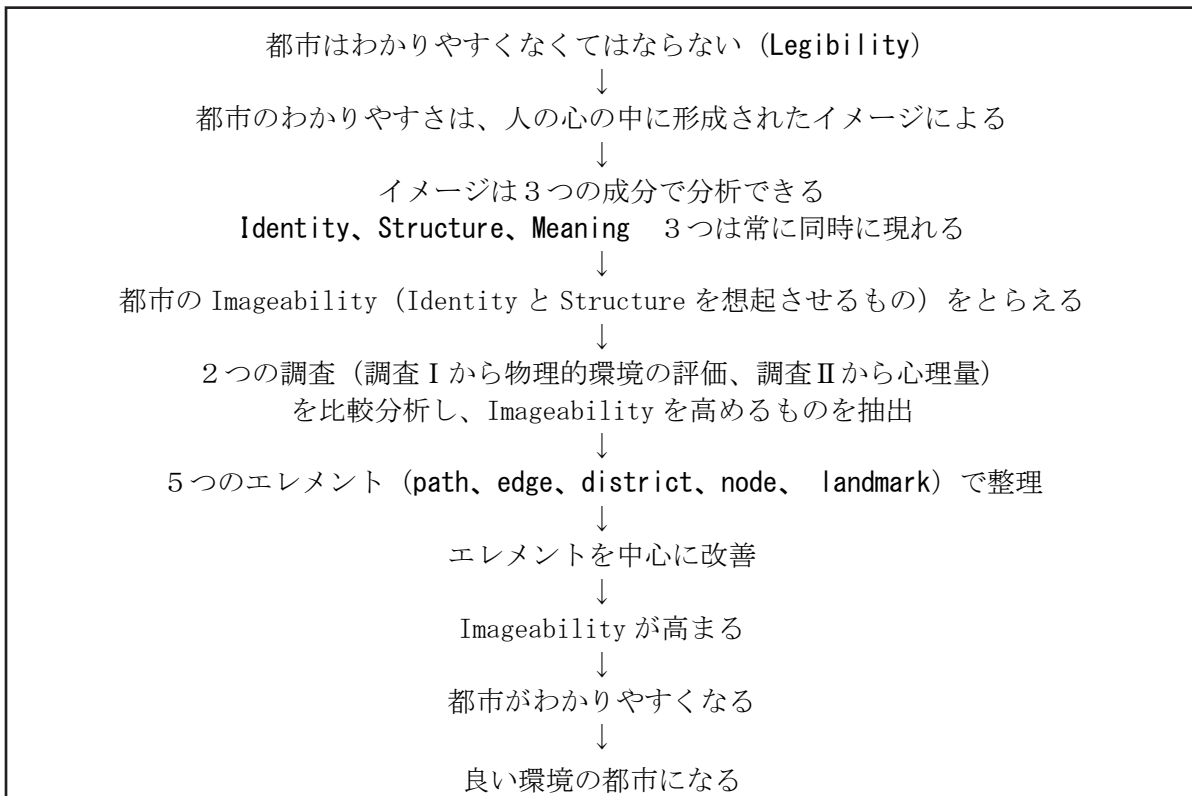 都市はわかりやすくなくてはならない（Legibility）
↓
都市のわかりやすさは、人の心の中に形成されたイメージによる
↓
イメージは３つの成分で分析できる
Identity、Structure、Meaning　３つは常に同時に現れる
↓
都市の Imageability（Identity と Structure を想起させるもの）をとらえる
↓
２つの調査（調査Ⅰから物理的環境の評価、調査Ⅱから心理量）
を比較分析し、Imageability を高めるものを抽出
↓
５つのエレメント（path、edge、district、node、 landmark）で整理
↓
エレメントを中心に改善
↓
Imageability が高まる
↓
都市がわかりやすくなる
↓
良い環境の都市になる